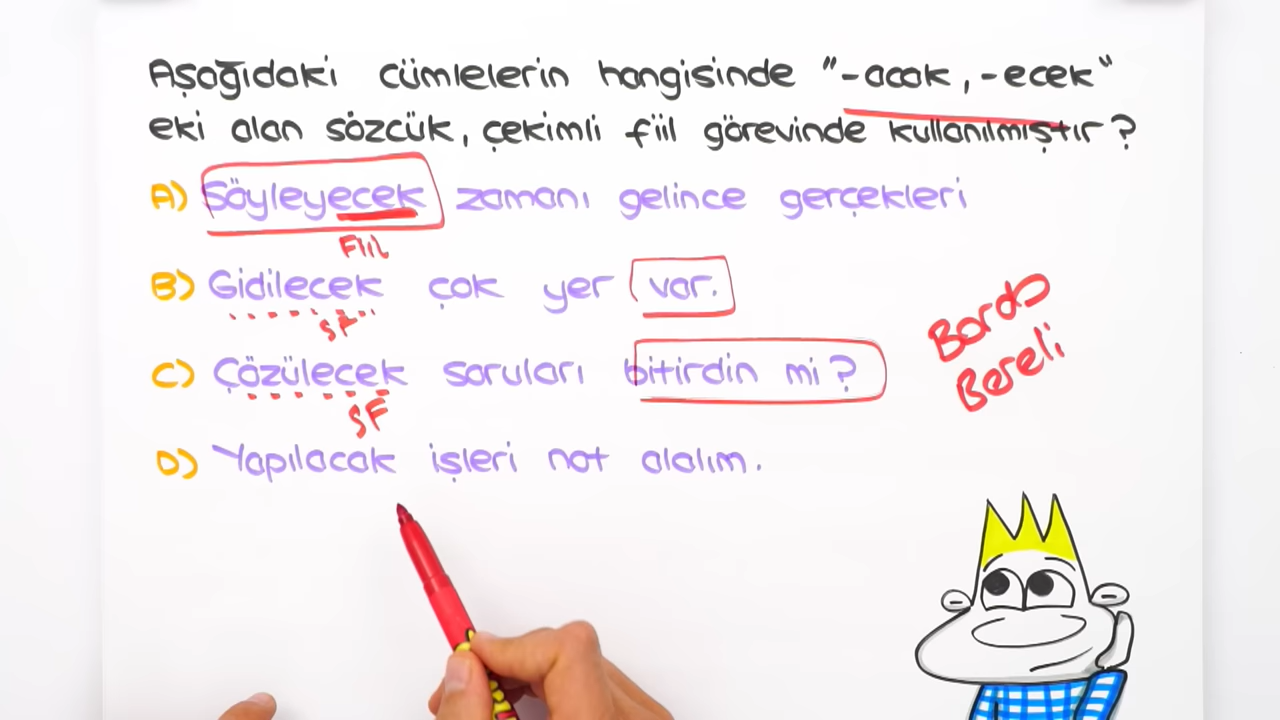 Aşağıdaki cümlelerin hangisinde "-acak, -ecek"
eki alan sözcük, çekimli fiil görevinde kullanılmıştır?
A) Söyleyecek zamanı gelince gerçekleri
Fiil
B) Gidilecek çok yer var.
SF
C) Çözülecek soruları bitirdin mi?
SF
D) Yapılacak işleri not alalım.
Bordo
Bereli